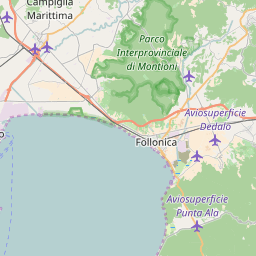 Campiglia
Marittima
Parco
Interprovinciale
di Montioni
Aviosuperficie
Dedalo
Follonica
Aviosuperficie
Punta Ala